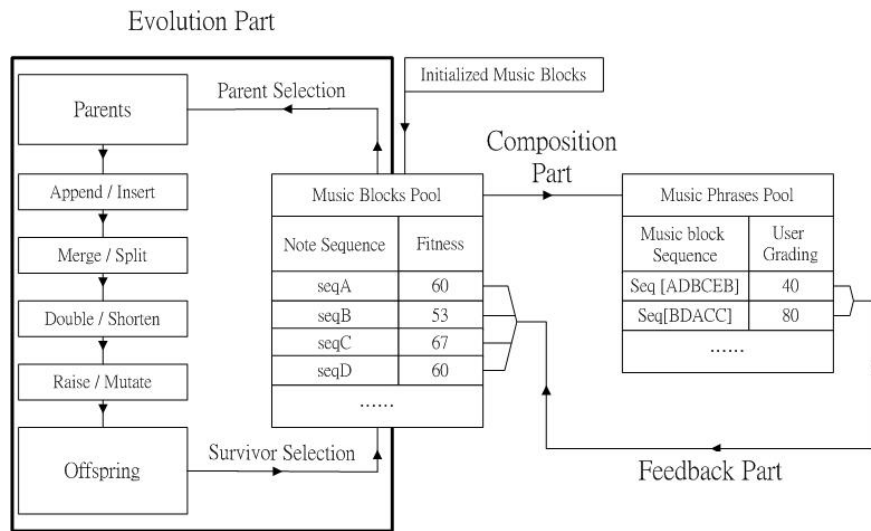 Evolution Part
Initialized Music Blocks
Parent Selection
Parents
Composition
Part
Append / Insert
Music Blocks Pool
Music Phrases Pool
Note Sequence
Fitness
Music block
Sequence
User
Grading
Merge / Split
seqA
60
Seq [ADBCEB]
40
Double / Shorten
seqB
53
Seq[BDACC]
80
seqC
67
......
Raise / Mutate
seqD
60
......
Offspring
Survivor Selection
Feedback Part